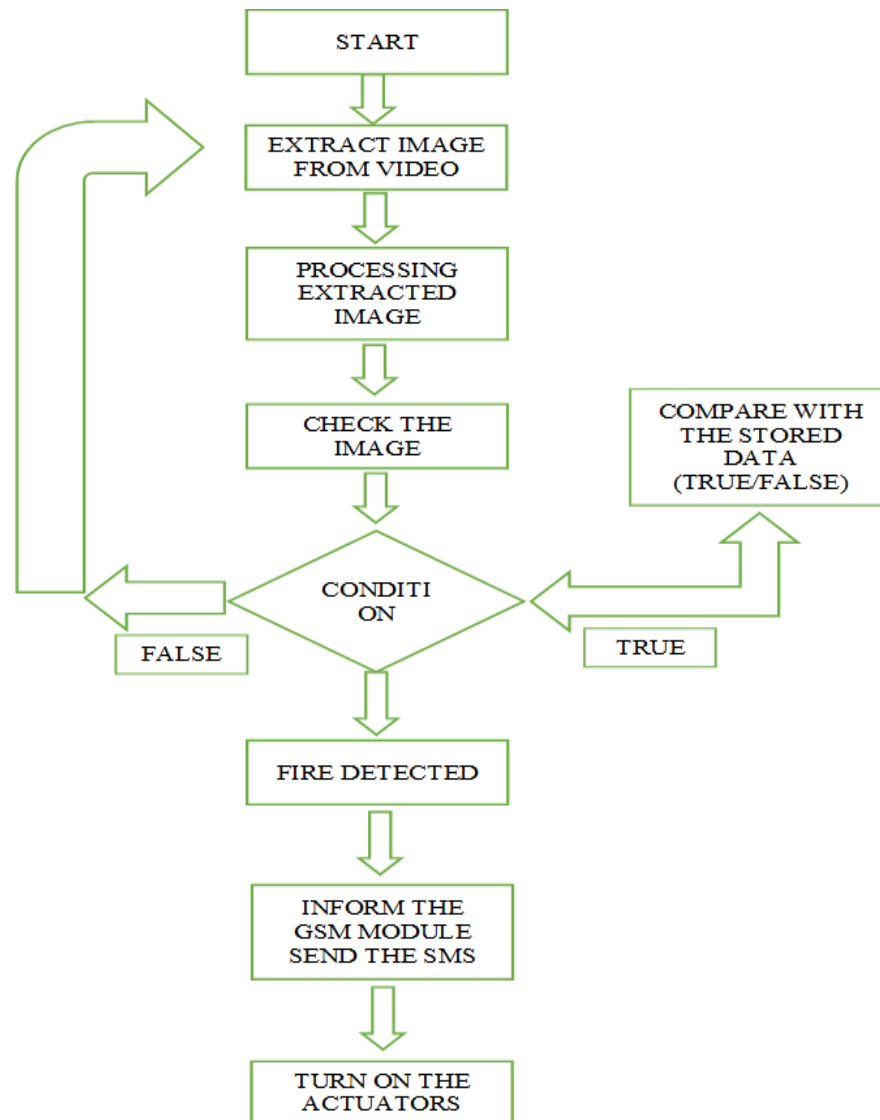 START
EXTRACT IMAGE
FROM VIDEO
PROCESSING
EXTRACTED
IMAGE
CHECK THE
IMAGE
COMPARE WITH
THE STORED
DATA
(TRUE/FALSE)
CONDITI
ON
FALSE
TRUE
FIRE DETECTED
INFORM THE
GSM MODULE
SEND THE SMS
TURN ON THE
ACTUATORS